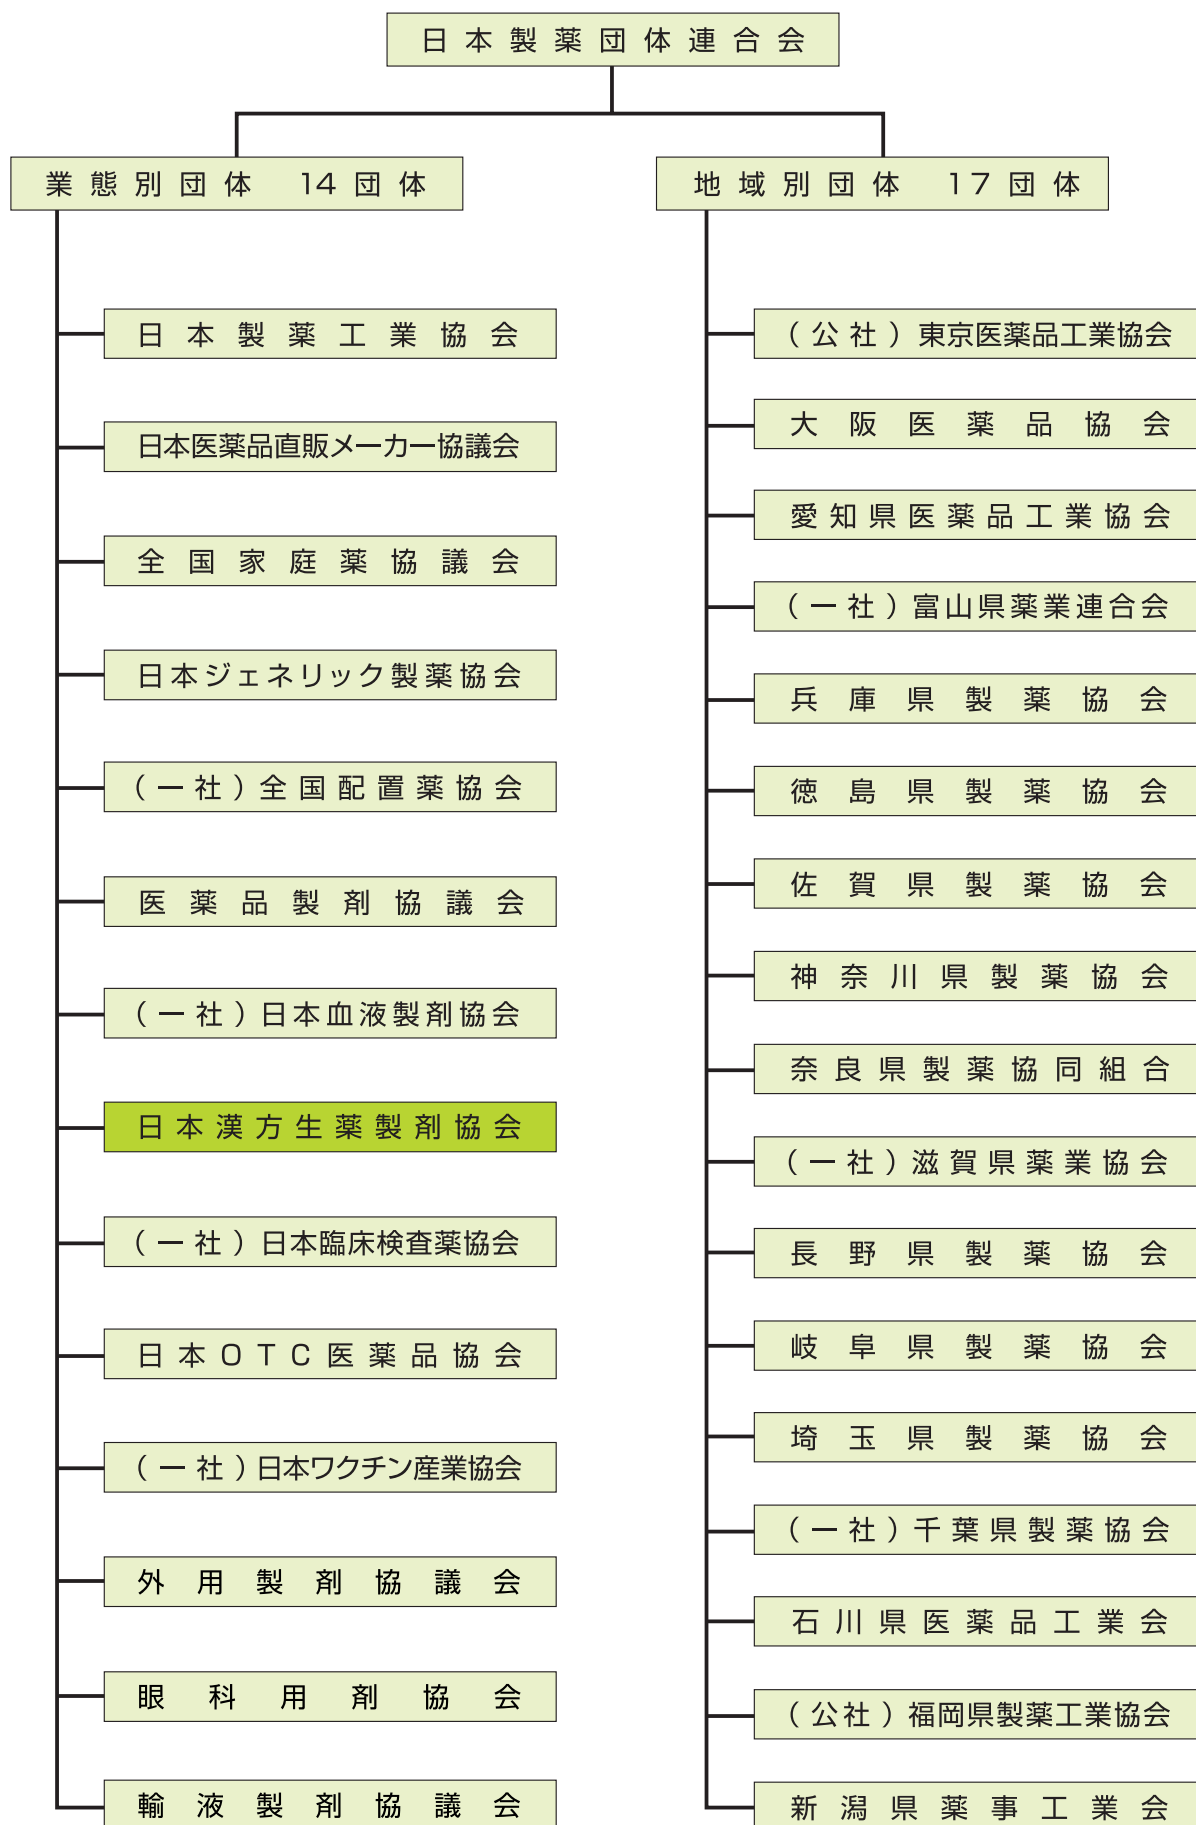 日本製薬団体連合会
業態別団体 14団体
日本製薬工業協会
日本医薬品直販メーカー協議会
全国家庭薬協議会
日本ジェネリック製薬協会
(一社)全国配置薬協会
医薬品製剤協議会
(一社)日本血液製剤協会
日本漢方生薬製剤協会
(一社)日本臨床検査薬協会
日本OTC医薬品協会
(一社)日本ワクチン産業協会
外用製剤協議会
眼科用剤協会
輸液製剤協議会
地域別団体 17団体
(公社)東京医薬品工業協会
大阪医薬品協会
愛知県医薬品工業協会
(一社)富山県薬業連合会
兵庫県製薬協会
徳島県製薬協会
佐賀県製薬協会
神奈川県製薬協会
奈良県製薬協同組合
(一社)滋賀県薬業協会
長野県製薬協会
岐阜県製薬協会
埼玉県製薬協会
(一社)千葉県製薬協会
石川県医薬品工業会
(公社)福岡県製薬工業協会
新潟県薬事工業会